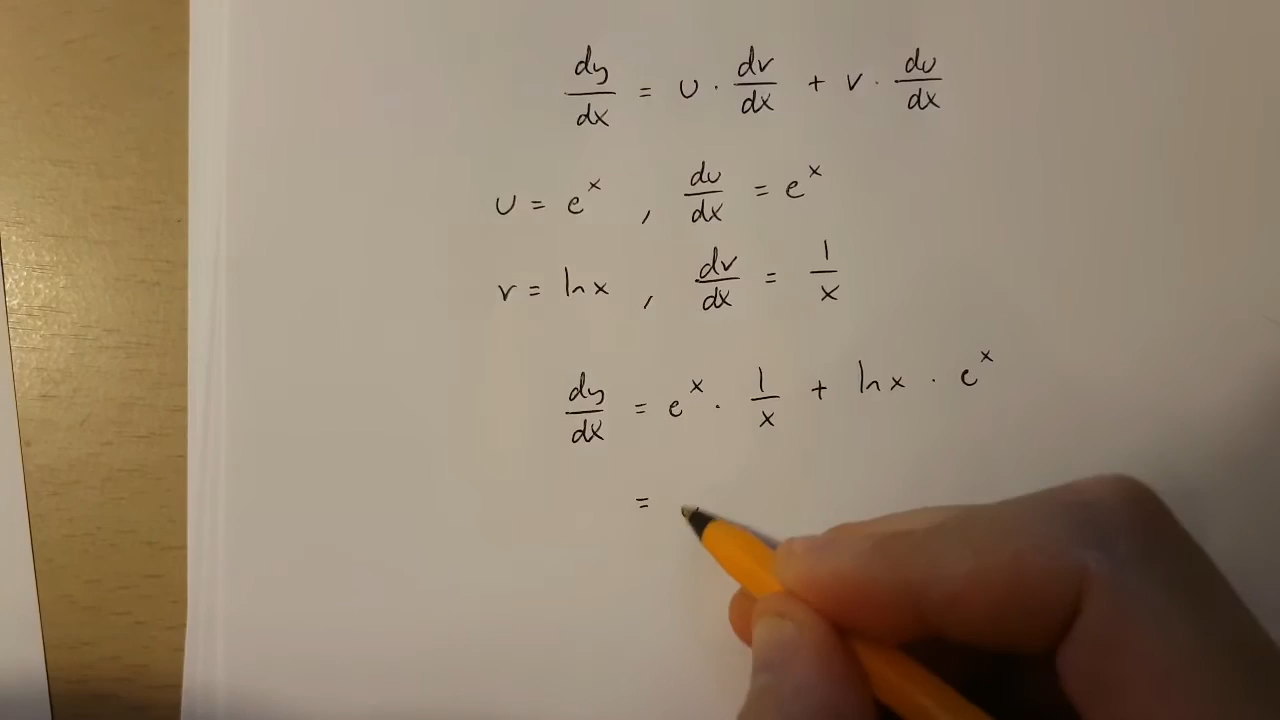 dy/dx = u · dv/dx + v · du/dx
u = e^x , du/dx = e^x
v = ln x , dv/dx = 1/x
dy/dx = e^x · 1/x + ln x · e^x
=